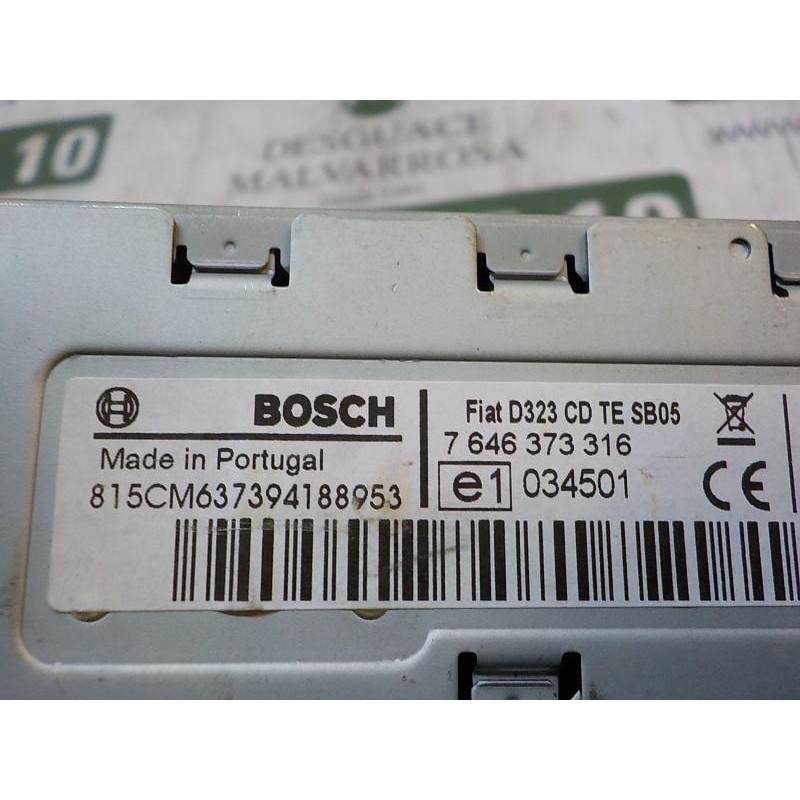 10
DESGUACE
MALVARROSA
10
BOSCH
Made in Portugal
815CM637394188953
Fiat D323 CD TE SB05
7 646 373 316
e1 034501
CE